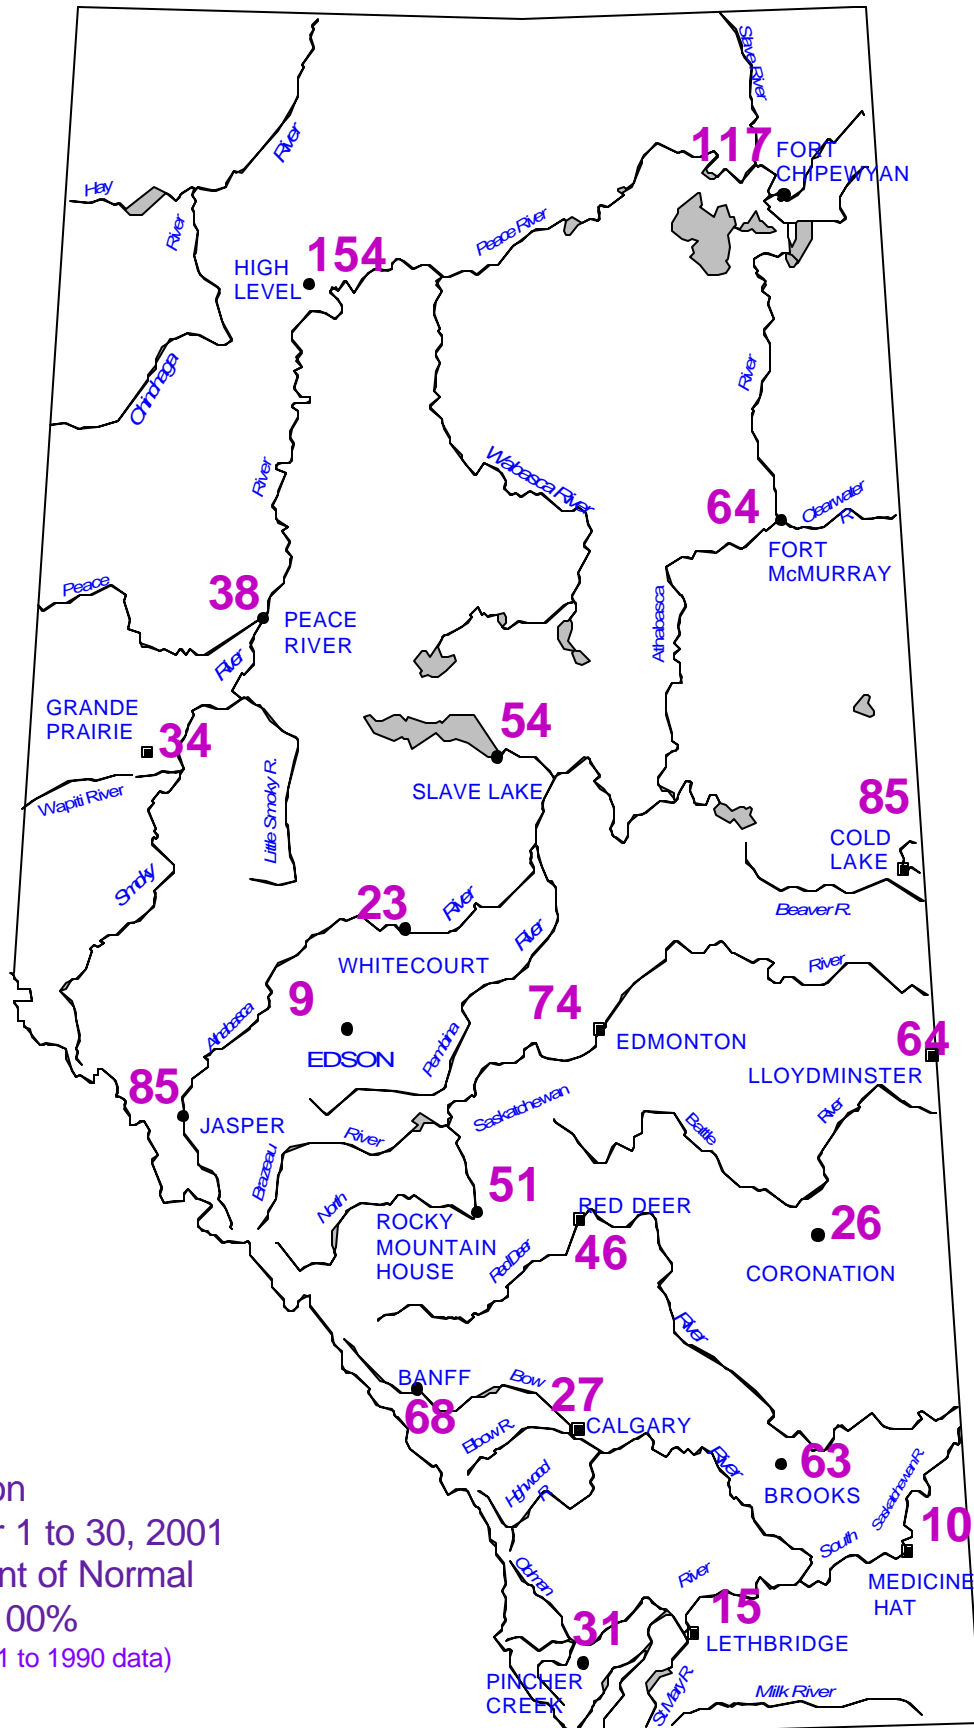 Slave River
117
FORT
CHIPEWYAN
River
Hay
River
Peace River
154
HIGH
LEVEL
River
Chinchaga
River
Wabasca River
64
Clearwater
R.
FORT
McMURRAY
Peace
38
PEACE
RIVER
River
Athabasca
GRANDE
PRAIRIE
34
54
SLAVE LAKE
Wapiti River
Little Smoky R.
85
COLD
LAKE
Smoky
Beaver R.
23
River
WHITECOURT
River
River
9
EDSON
Athabasca
Pembina
74
EDMONTON
64
LLOYDMINSTER
85
JASPER
Saskatchewan
Battle
River
Brazeau
River
North
51
ROCKY
MOUNTAIN
HOUSE
RED DEER
46
Red Deer
26
CORONATION
River
BANFF
68
Bow
27
CALGARY
Elbow R.
Highwood
R.
River
63
BROOKS
Saskatchewan R.
South
10
MEDICINE
HAT
Oldman
River
15
LETHBRIDGE
31
PINCHER
CREEK
St. Mary R.
Milk River
on
r 1 to 30, 2001
nt of Normal
00%
1 to 1990 data)